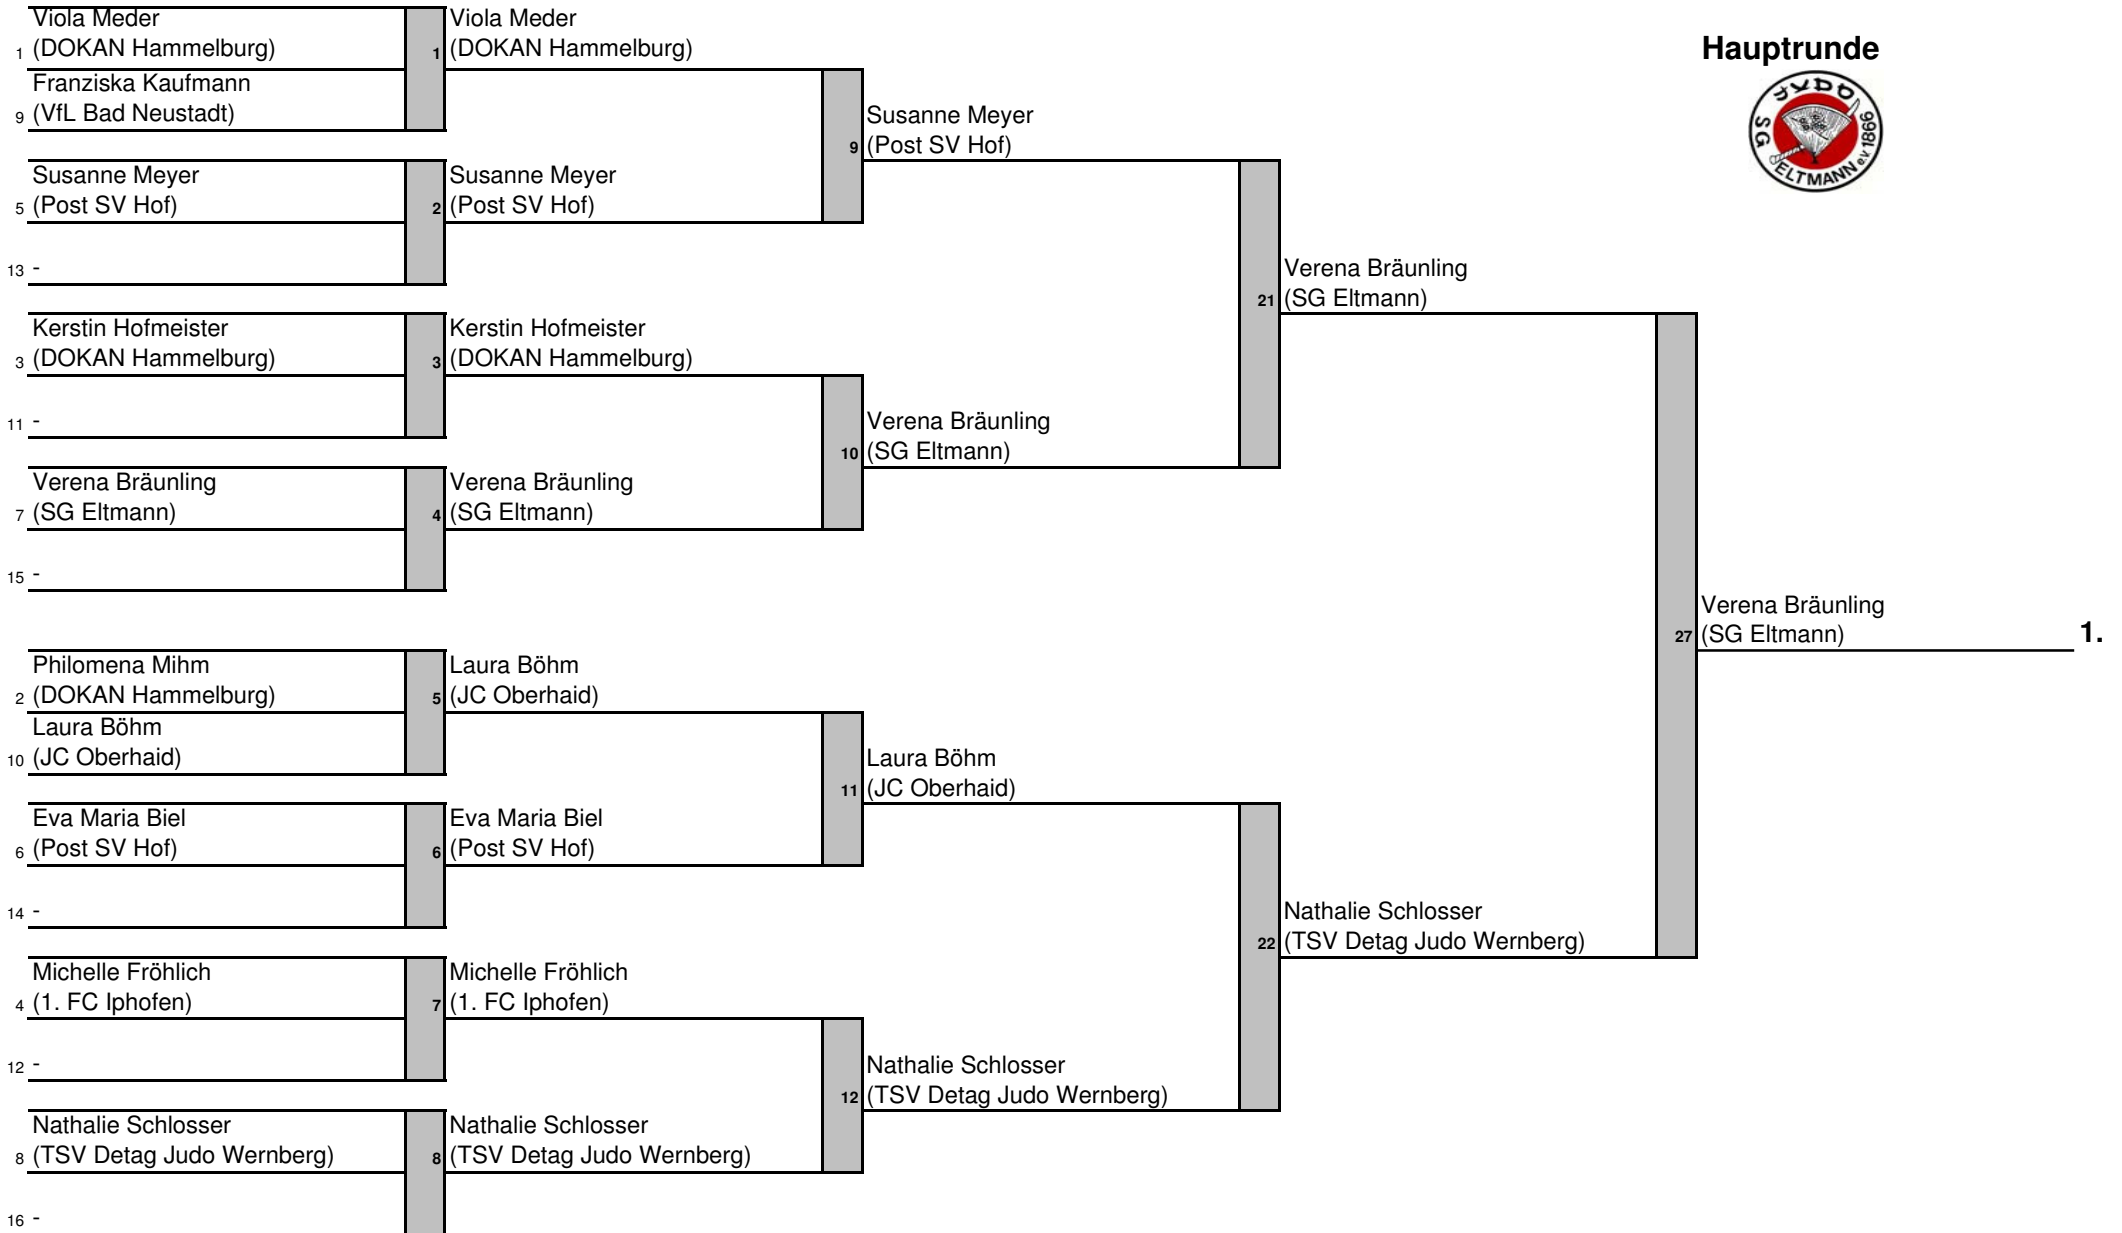 Viola Meder
1 (DOKAN Hammelburg)
Franziska Kaufmann
9 (VfL Bad Neustadt)
Susanne Meyer
5 (Post SV Hof)
13 -
Kerstin Hofmeister
3 (DOKAN Hammelburg)
11 -
Verena Bräunling
7 (SG Eltmann)
15 -
Philomena Mihm
2 (DOKAN Hammelburg)
Laura Böhm
10 (JC Oberhaid)
Eva Maria Biel
6 (Post SV Hof)
14 -
Michelle Fröhlich
4 (1. FC Iphofen)
12 -
Nathalie Schlosser
8 (TSV Detag Judo Wernberg)
16 -
Viola Meder
1 (DOKAN Hammelburg)
Susanne Meyer
2 (Post SV Hof)
Kerstin Hofmeister
3 (DOKAN Hammelburg)
Verena Bräunling
4 (SG Eltmann)
Laura Böhm
5 (JC Oberhaid)
Eva Maria Biel
6 (Post SV Hof)
Michelle Fröhlich
7 (1. FC Iphofen)
Nathalie Schlosser
8 (TSV Detag Judo Wernberg)
Susanne Meyer
9 (Post SV Hof)
Verena Bräunling
10 (SG Eltmann)
Laura Böhm
11 (JC Oberhaid)
Nathalie Schlosser
12 (TSV Detag Judo Wernberg)
Verena Bräunling
21 (SG Eltmann)
Nathalie Schlosser
22 (TSV Detag Judo Wernberg)
Hauptrunde
JUDO
SG ELTMANN e.V. 1866
Verena Bräunling
27 (SG Eltmann) 1.